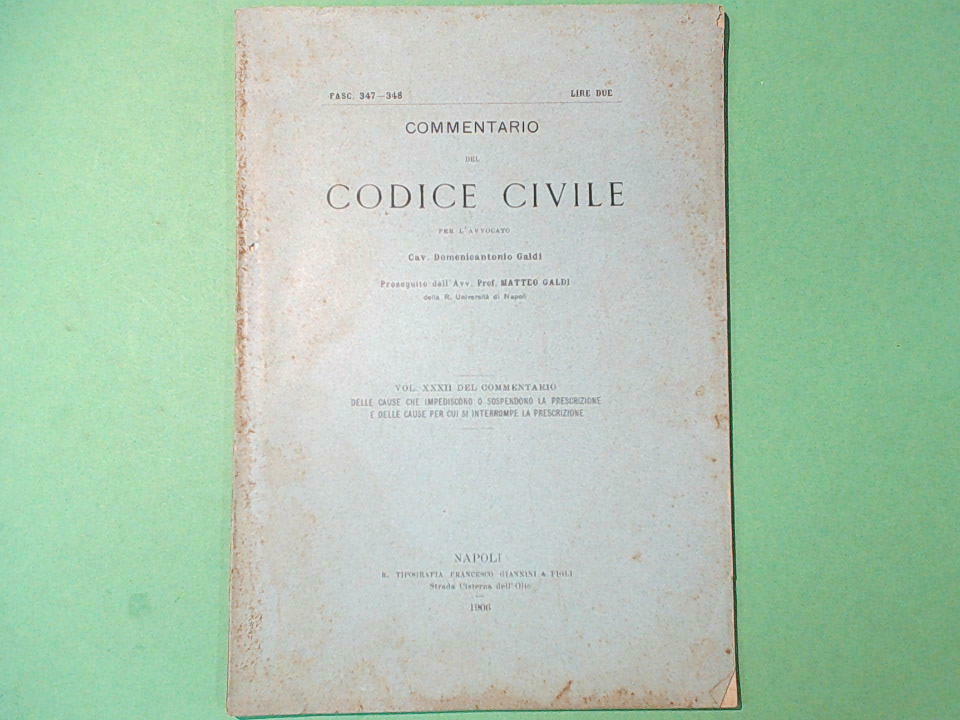 FASC. 347-348 LIRE DUE
COMMENTARIO
DEL
CODICE CIVILE
PER L'AVVOCATO
Cav. Domenicantonio Galdi
Proseguito dall'Avv. Prof. MATTEO GALDI
della R. Università di Napoli
VOL. XXXII DEL COMMENTARIO
DELLE CAUSE CHE IMPEDISCONO O SOSPENDONO LA PRESCRIZIONE
E DELLE CAUSE PER CUI SI INTERROMPE LA PRESCRIZIONE
NAPOLI
R. TIPOGRAFIA FRANCESCO GIANNINI & FIGLI
Strada Cisterna dell'Olio
1906